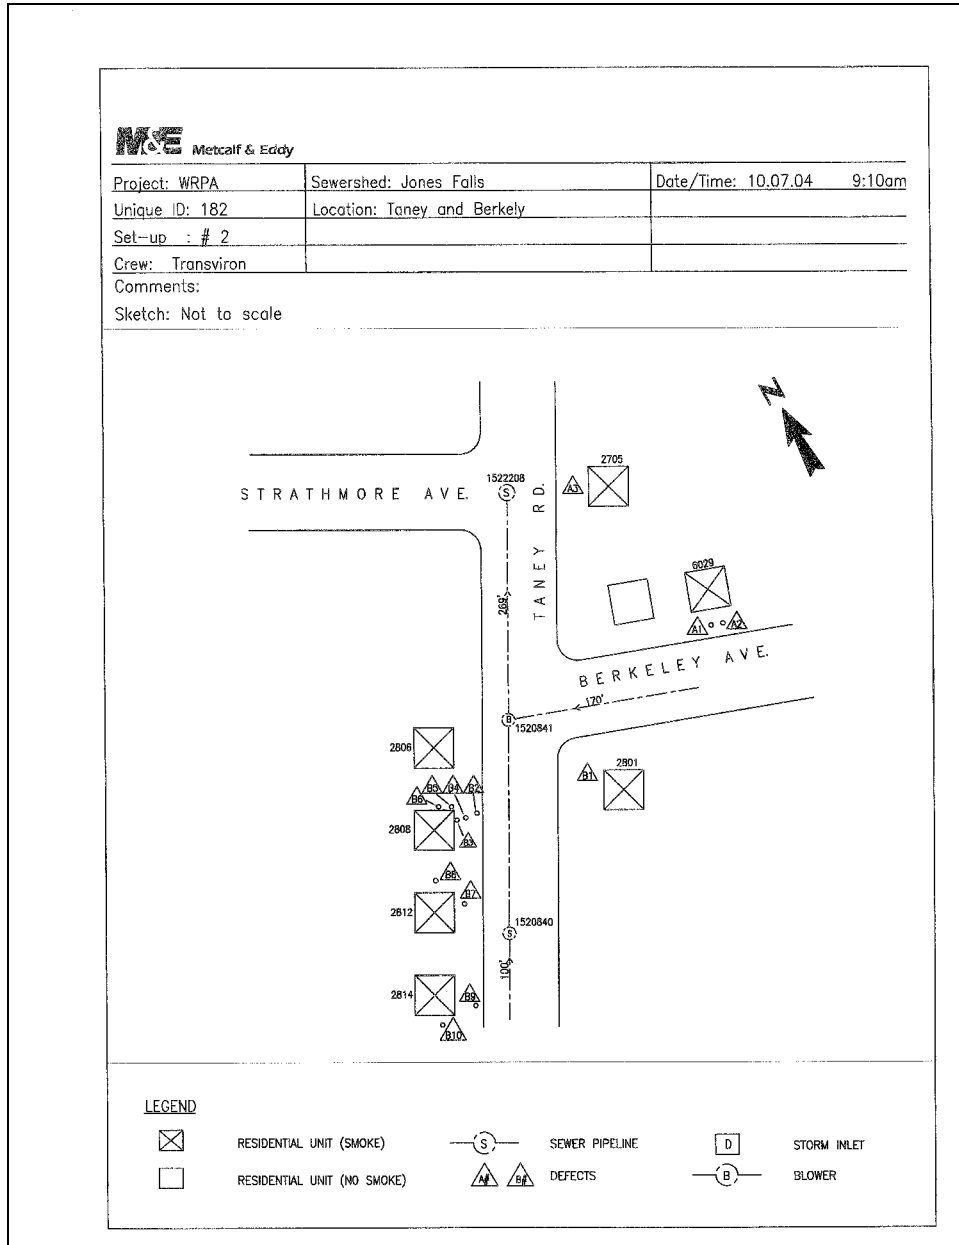 M&E Metcalf & Eddy
Project: WRPA
Sewershed: Jones Falls
Date/Time: 10.07.04 9:10am
Unique ID: 182
Location: Taney and Berkely
Set-up : # 2
Crew: Transviron
Comments:
Sketch: Not to scale
N
2705
1522208
S
A3
STRATHMORE AVE.
TANEY RD.
6029
269'
A1
A2
BERKELEY AVE.
170'
B
1520841
2806
2801
B1
B5
B4
B2
B6
2808
B3
B8
B7
2812
1520840
S
100'
2814
B9
B10
LEGEND
RESIDENTIAL UNIT (SMOKE)
S
SEWER PIPELINE
D
STORM INLET
RESIDENTIAL UNIT (NO SMOKE)
A#
B#
DEFECTS
B
BLOWER